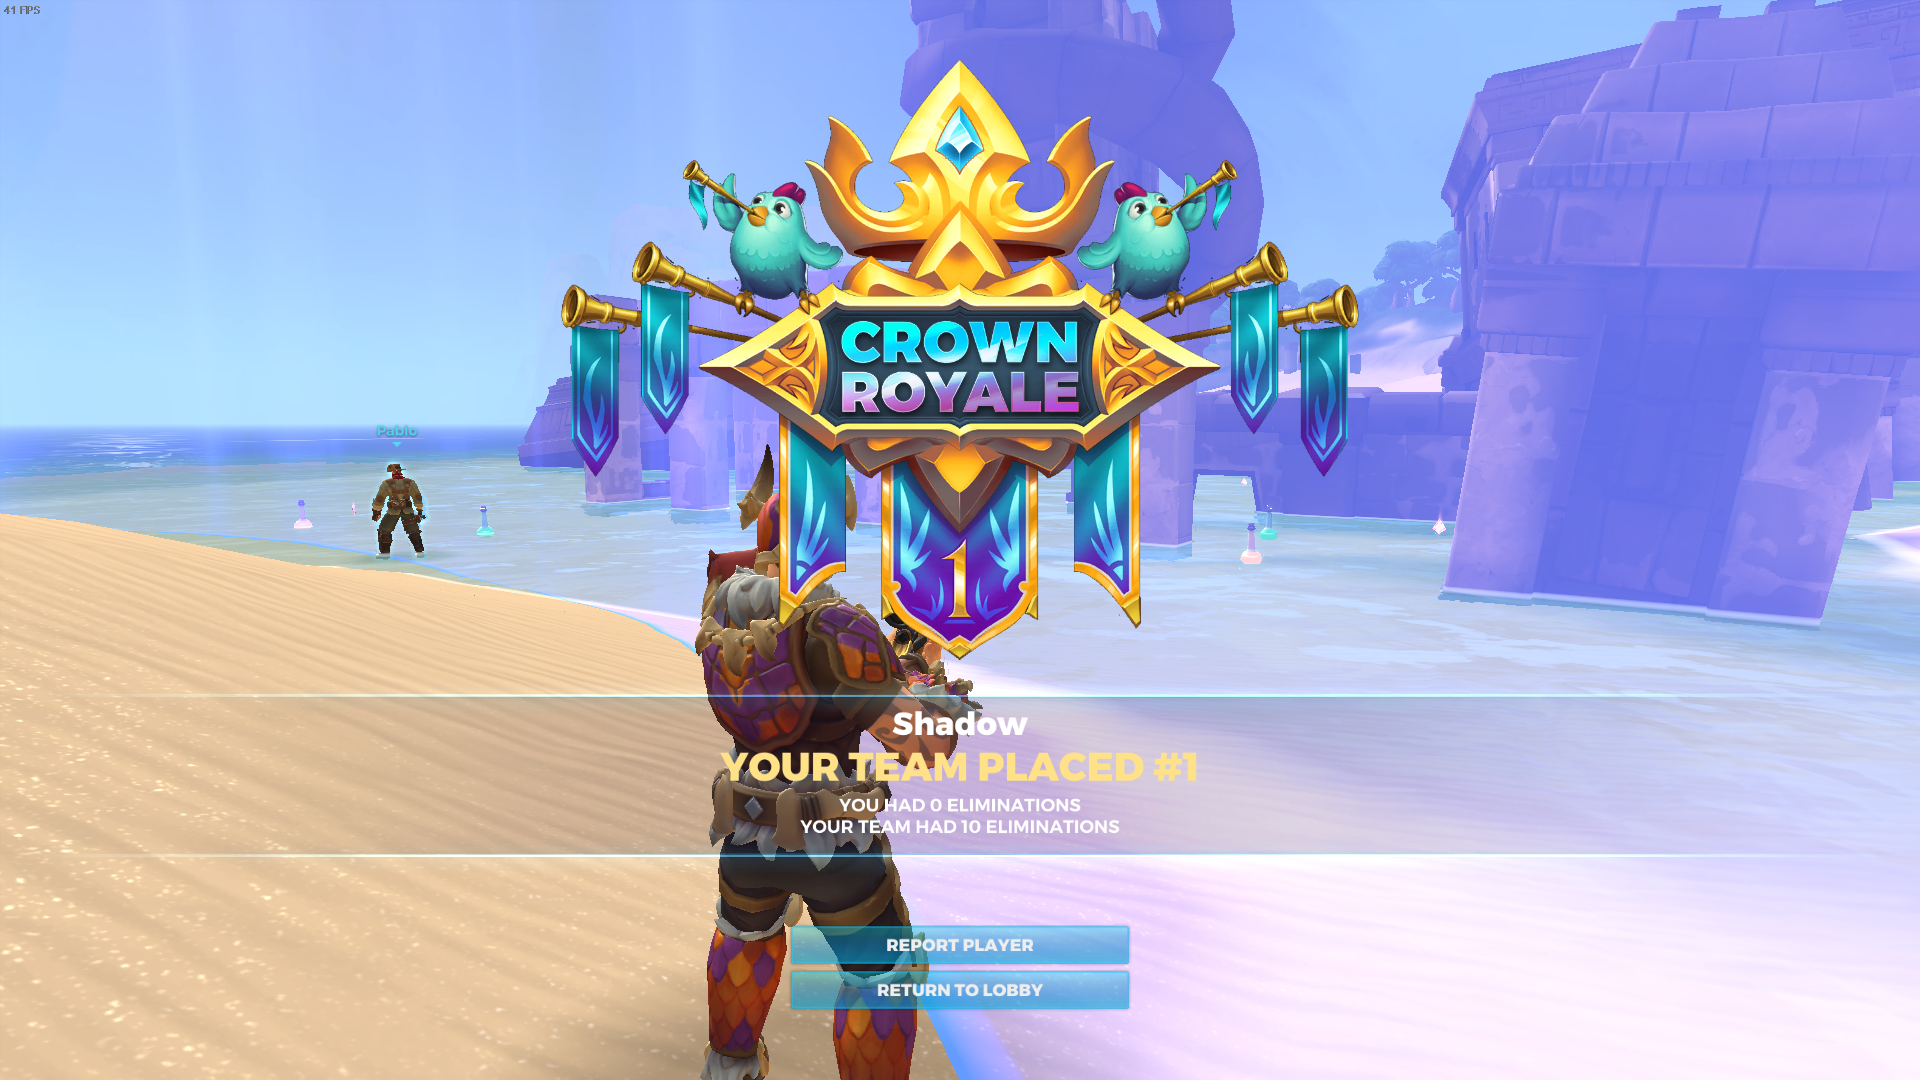 41 FPS
CROWN
ROYALE
Pablo
1
Shadow
YOUR TEAM PLACED #1
YOU HAD 0 ELIMINATIONS
YOUR TEAM HAD 10 ELIMINATIONS
REPORT PLAYER
RETURN TO LOBBY